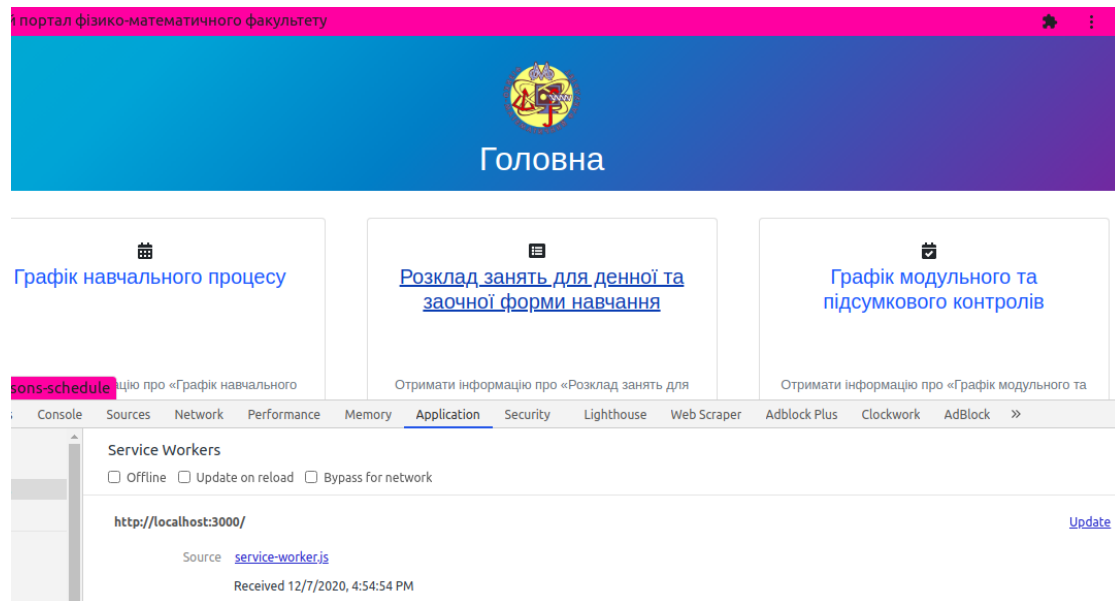 й портал фізико-математичного факультету
Головна
Графік навчального процесу
Розклад занять для денної та
заочної форми навчання
Графік модульного та
підсумкового контролів
цію про «Графік навчального
Отримати інформацію про «Розклад занять для
Отримати інформацію про «Графік модульного та
sons-schedule
Console Sources Network Performance Memory Application Security Lighthouse Web Scraper Adblock Plus Clockwork AdBlock »
Service Workers
Offline Update on reload Bypass for network
http://localhost:3000/ Update
Source service-worker.js
Received 12/7/2020, 4:54:54 PM